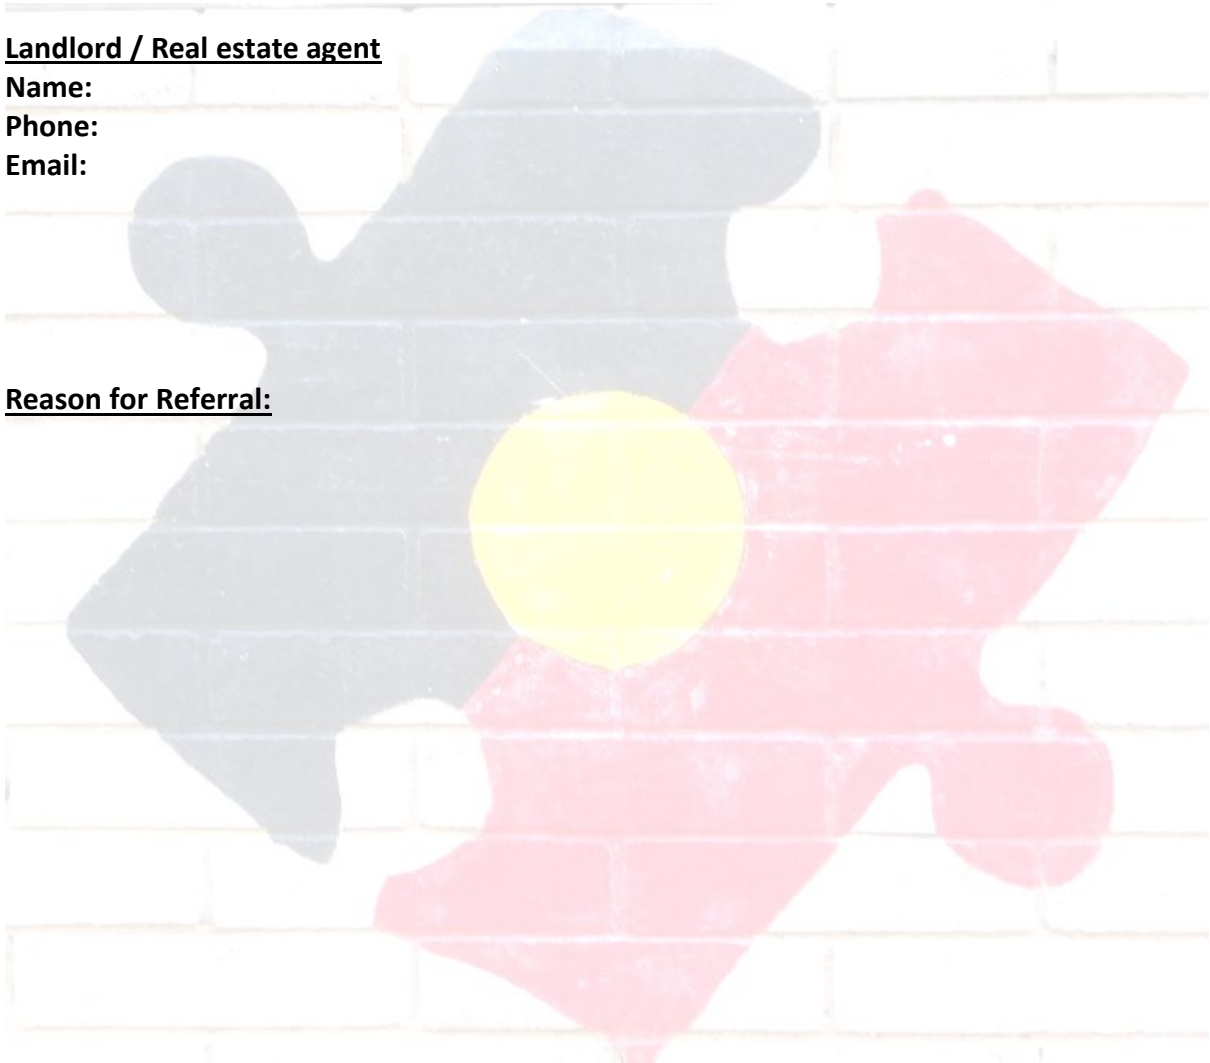 Landlord / Real estate agent
Name:
Phone:
Email:
Reason for Referral: